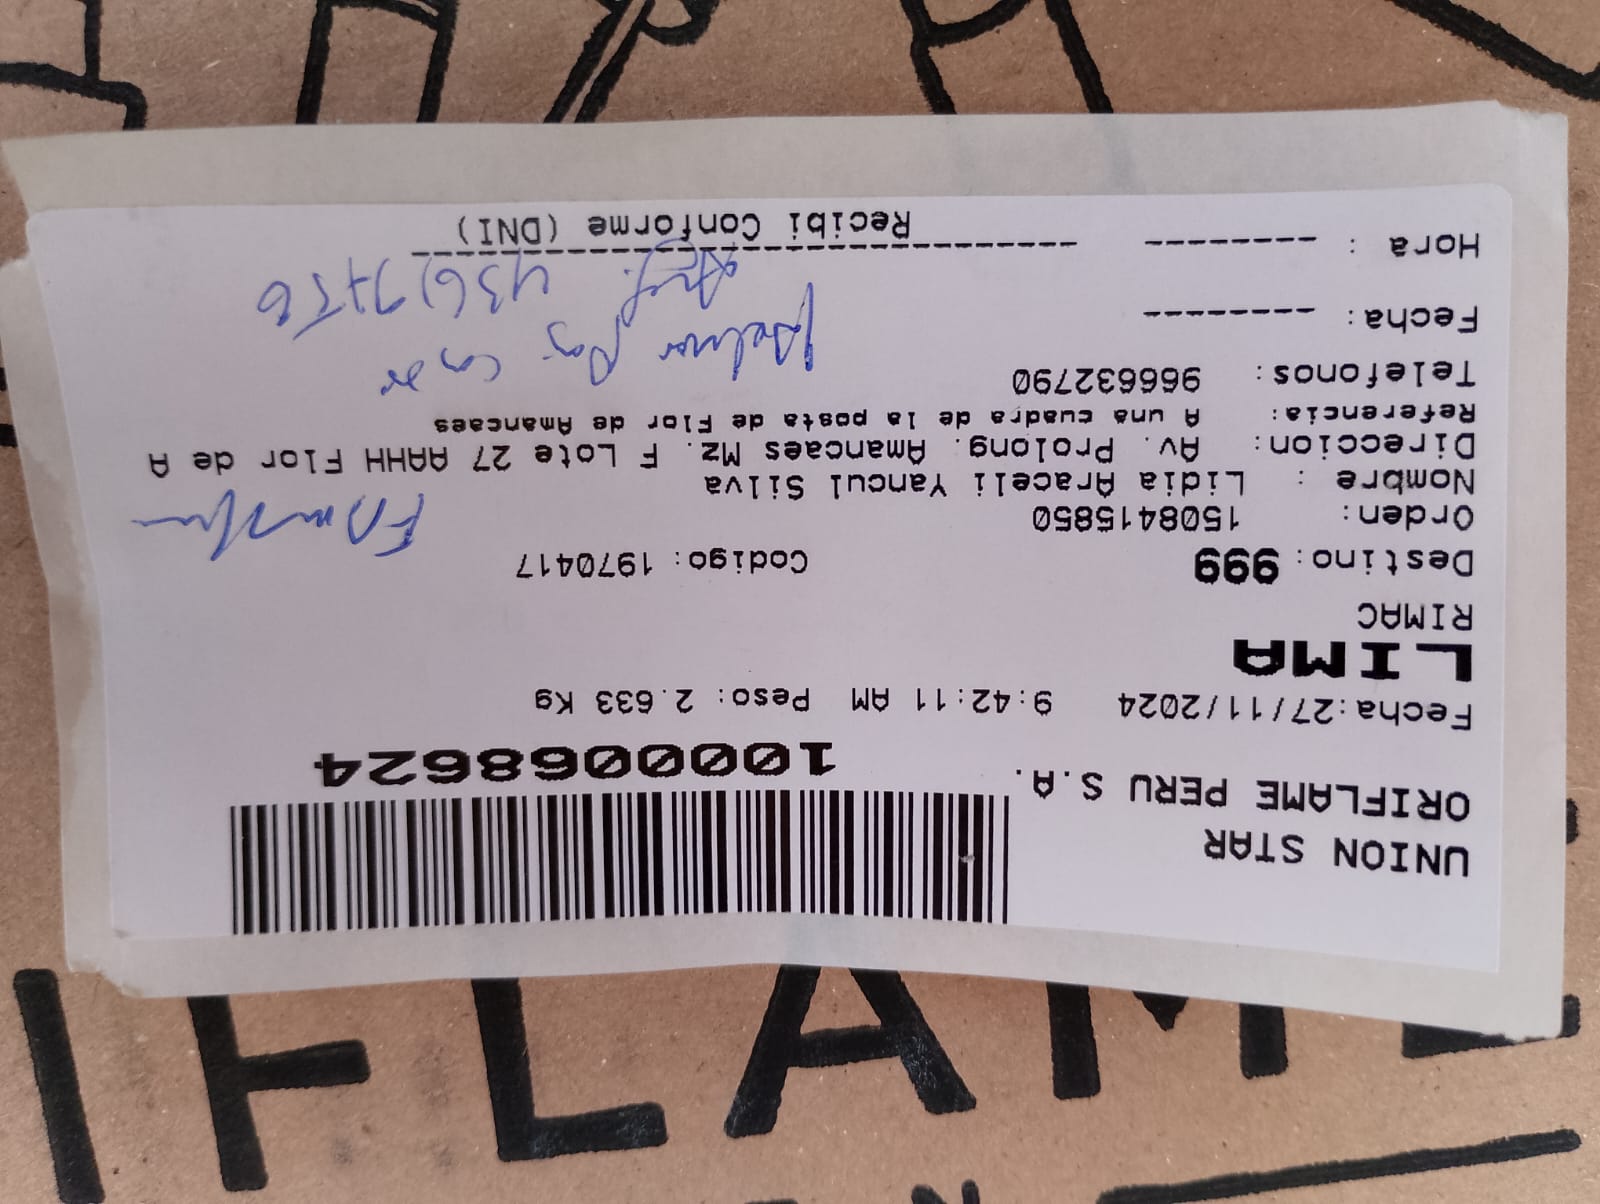 UNION STAR
ORIFLAME PERU S.A.
1000068624
Fecha:27/11/2024 9:42:11 AM Peso: 2.633 Kg
LIMA
RIMAC
Destino: 999 Codigo: 1970417
Orden: 1508415850
Nombre : Lidia Araceli Yancul Silva
Direccion: Av. Prolong. Amancaes Mz. F Lote 27 AAHH Flor de A
Referencia: A una cuadra de la posta de Flor de Amancaes
Telefonos: 966632790
Fecha: --------
Hora : --------
Recibi Conforme (DNI)
IFLAME